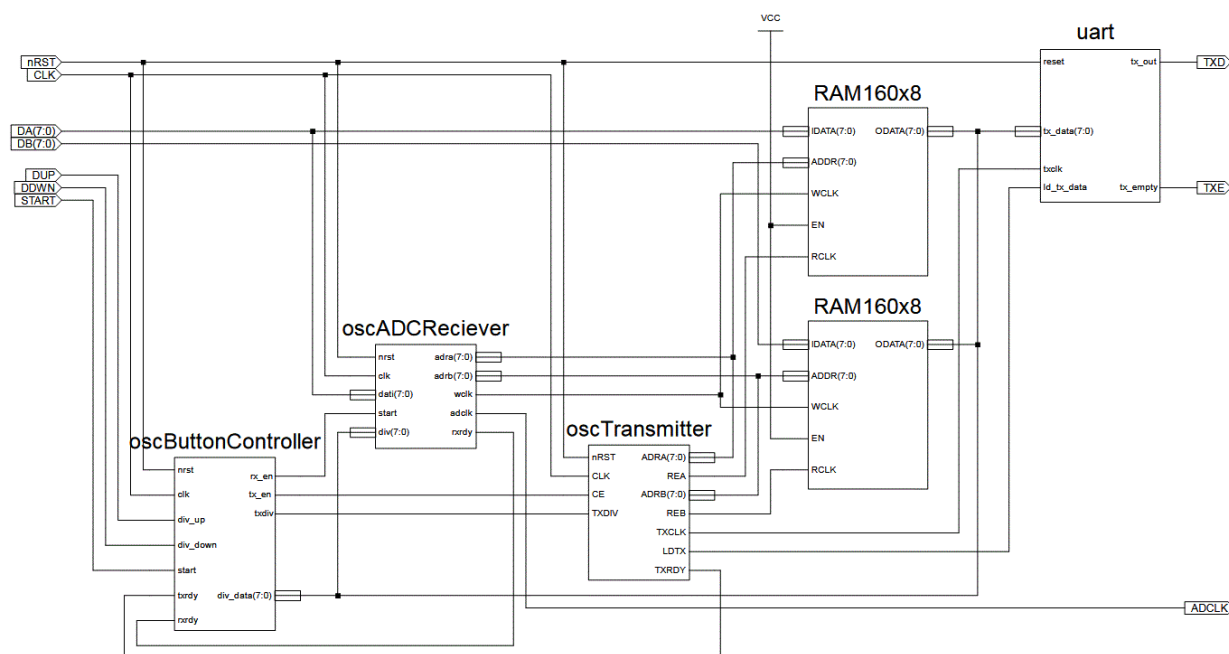 VCC
uart
nRST
CLK
reset
tx_out
TXD
RAM160x8
DA(7:0)
DB(7:0)
IDATA(7:0)
ODATA(7:0)
tx_data(7:0)
ADDR(7:0)
txclk
DUP
DDWN
START
WCLK
ld_tx_data
tx_empty
TXE
EN
RCLK
RAM160x8
oscADCReciever
IDATA(7:0)
ODATA(7:0)
nrst
adra(7:0)
clk
adrb(7:0)
ADDR(7:0)
dati(7:0)
wclk
WCLK
start
adclk
div(7:0)
rxrdy
EN
oscButtonController
oscTransmitter
nRST
ADRA(7:0)
nrst
rx_en
CLK
REA
RCLK
clk
tx_en
CE
ADRB(7:0)
txdiv
TXDIV
REB
div_up
TXCLK
div_down
LDTX
start
TXRDY
txrdy
div_data(7:0)
ADCLK
rxrdy